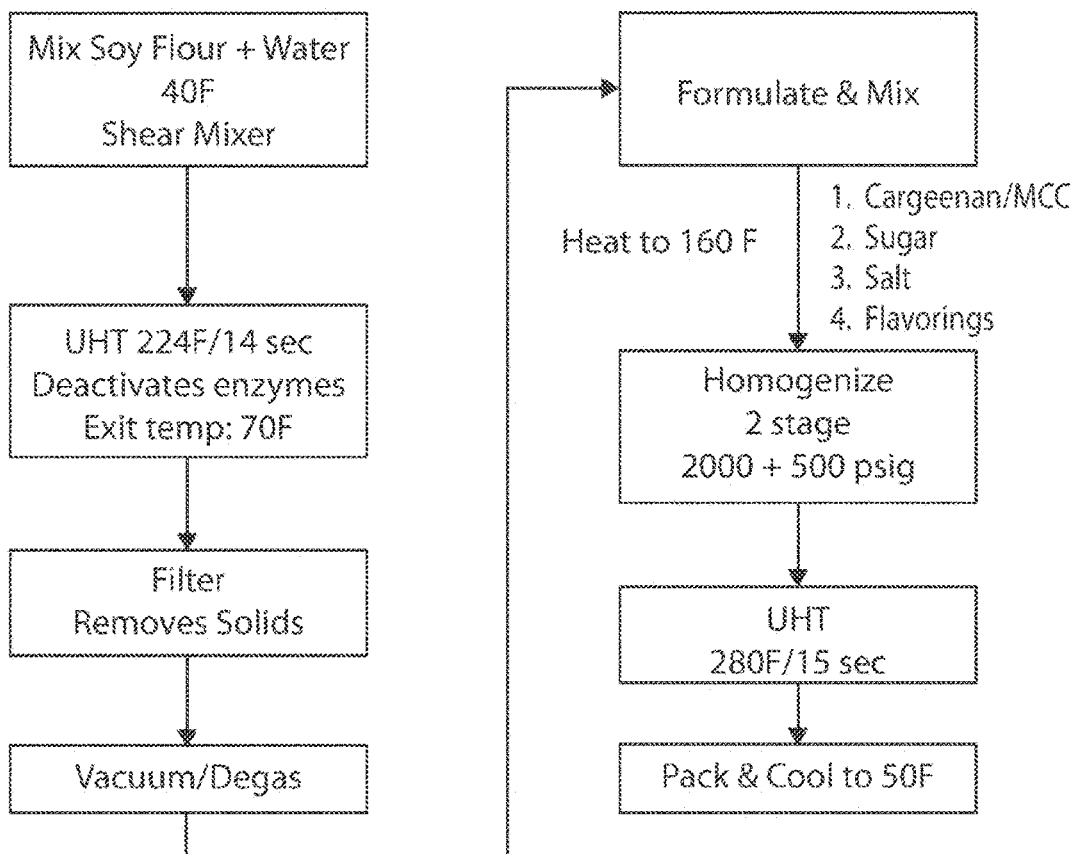 Mix Soy Flour + Water
40F
Shear Mixer
UHT 224F/14 sec
Deactivates enzymes
Exit temp: 70F
Filter
Removes Solids
Vacuum/Degas
Formulate & Mix
Heat to 160 F
1. Cargeenan/MCC
2. Sugar
3. Salt
4. Flavorings
Homogenize
2 stage
2000 + 500 psig
UHT
280F/15 sec
Pack & Cool to 50F